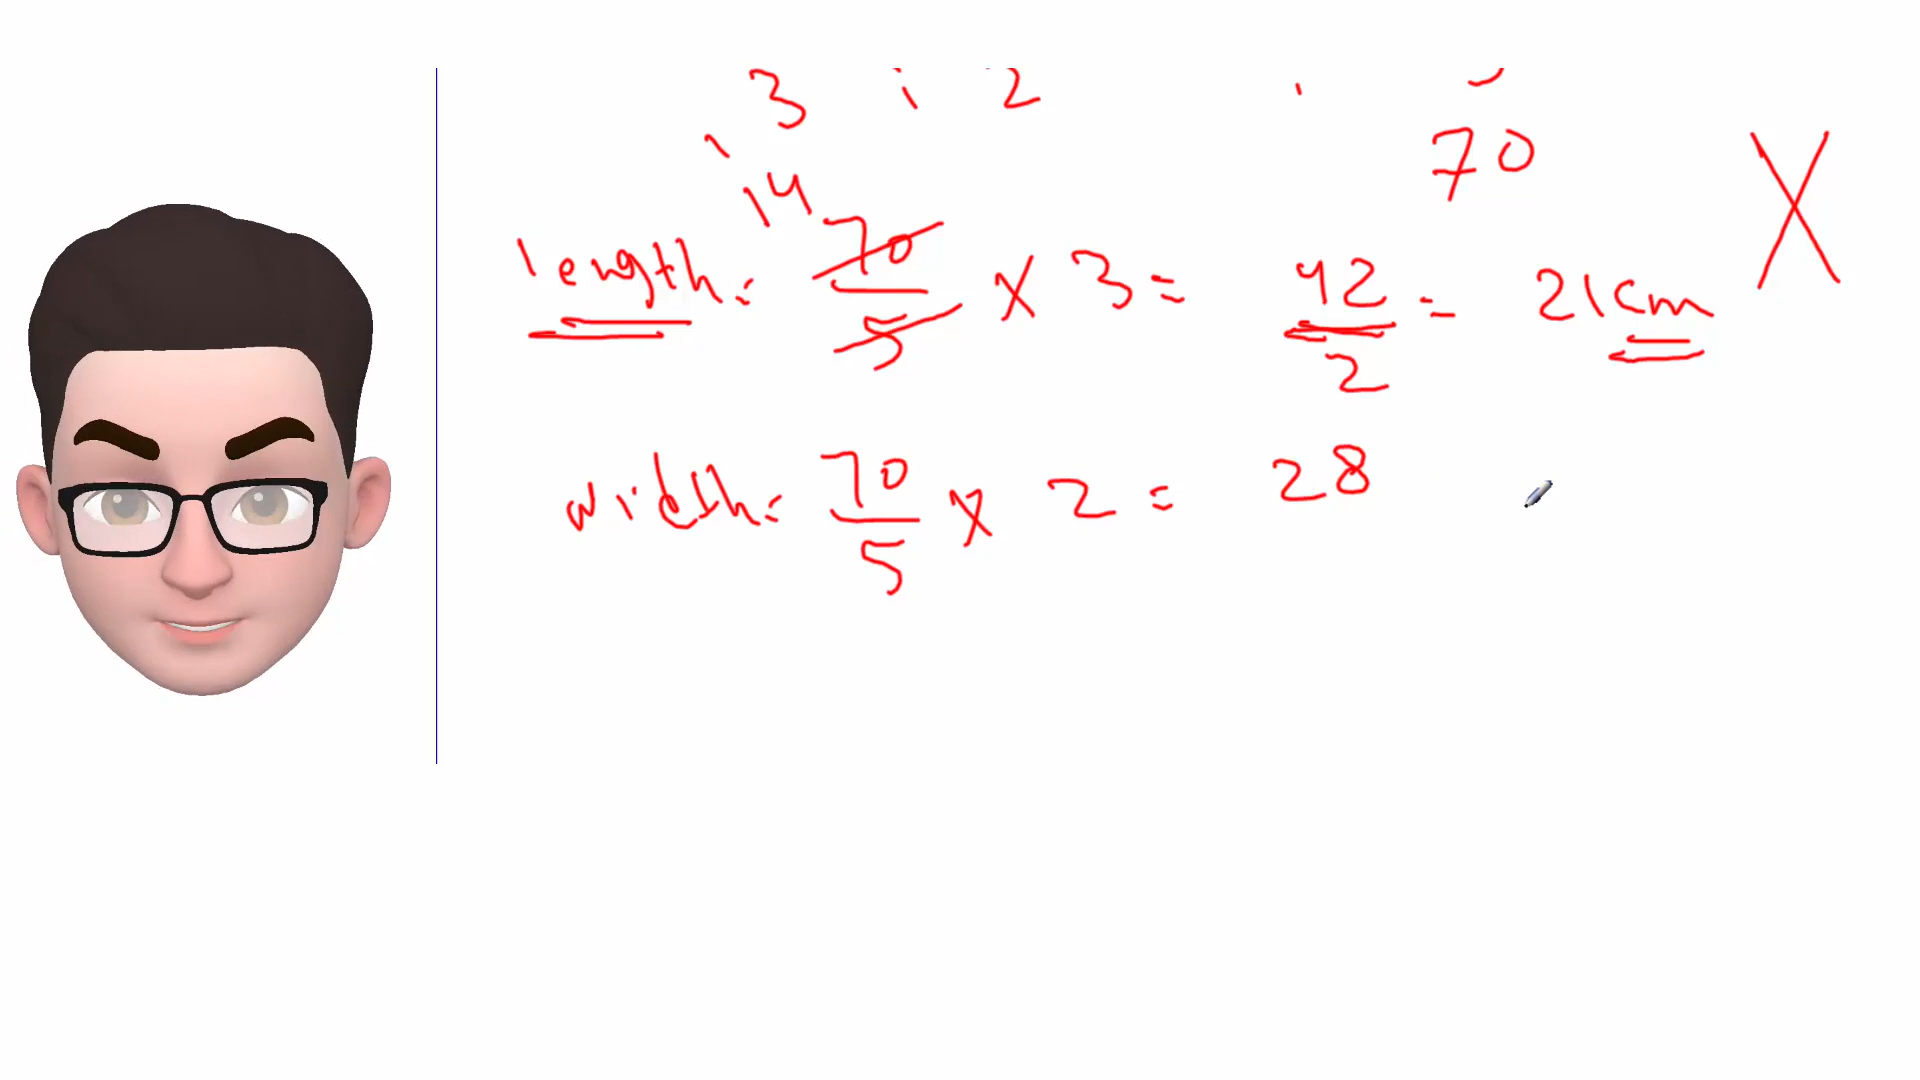 3 : 2 :
70
14
length = 70/5 x 3 = 42/2 = 21cm X
width = 70/5 x 2 = 28